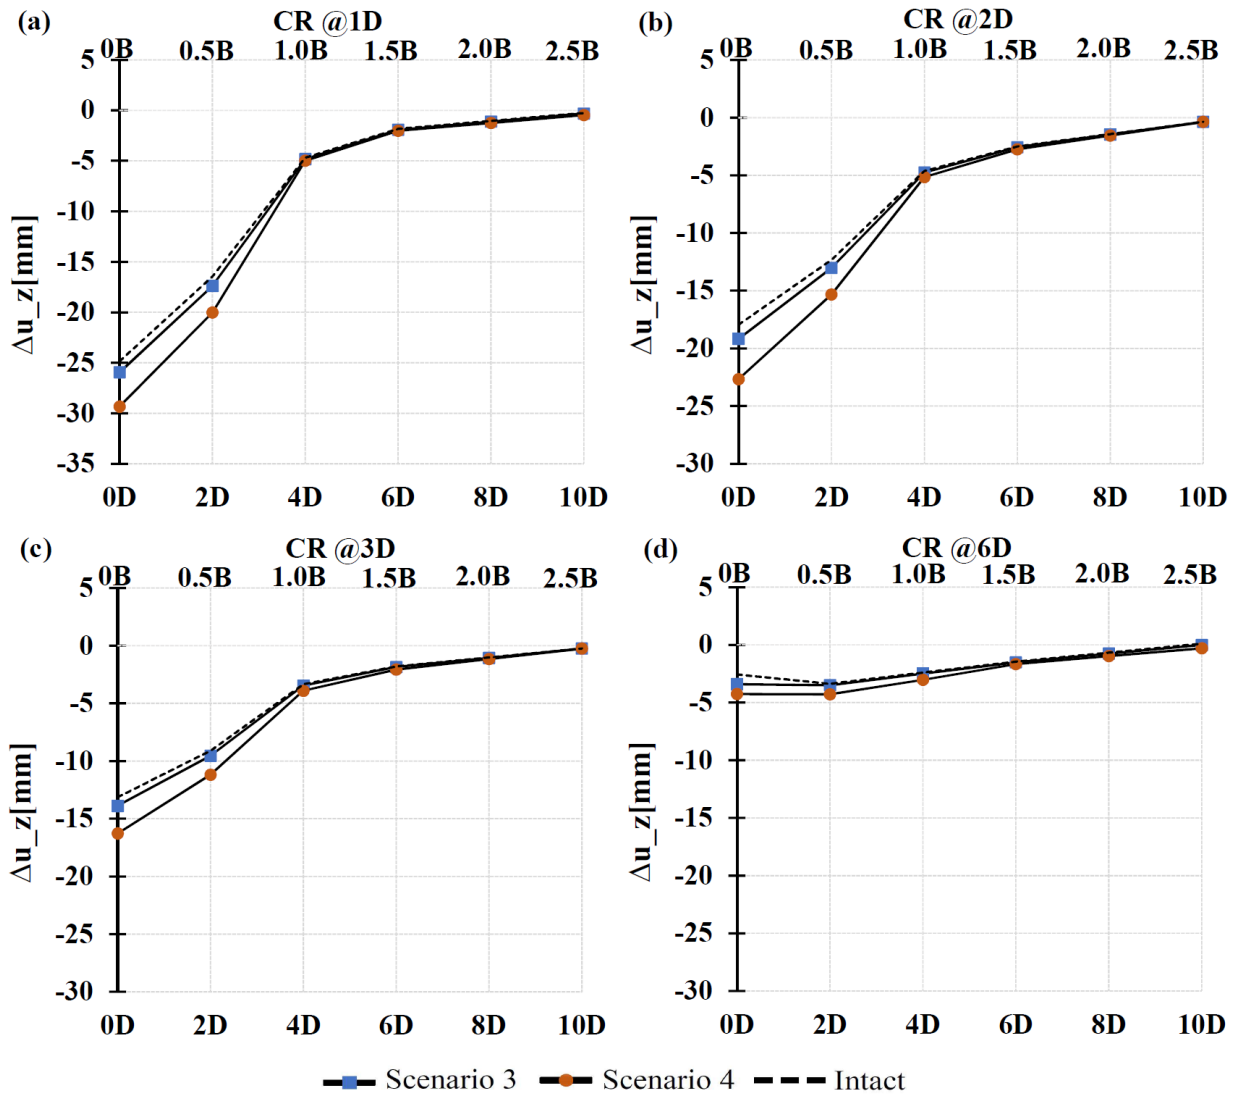 (a)
CR @1D
0B 0.5B 1.0B 1.5B 2.0B 2.5B
5
0
-5
-10
-15
-20
-25
-30
-35
Δu_z[mm]
0D 2D 4D 6D 8D 10D
(b)
CR @2D
0B 0.5B 1.0B 1.5B 2.0B 2.5B
5
0
-5
-10
-15
-20
-25
-30
Δu_z[mm]
0D 2D 4D 6D 8D 10D
(c)
CR @3D
0B 0.5B 1.0B 1.5B 2.0B 2.5B
5
0
-5
-10
-15
-20
-25
-30
Δu_z[mm]
0D 2D 4D 6D 8D 10D
(d)
CR @6D
0B 0.5B 1.0B 1.5B 2.0B 2.5B
5
0
-5
-10
-15
-20
-25
-30
Δu_z[mm]
0D 2D 4D 6D 8D 10D
Scenario 3 Scenario 4 Intact